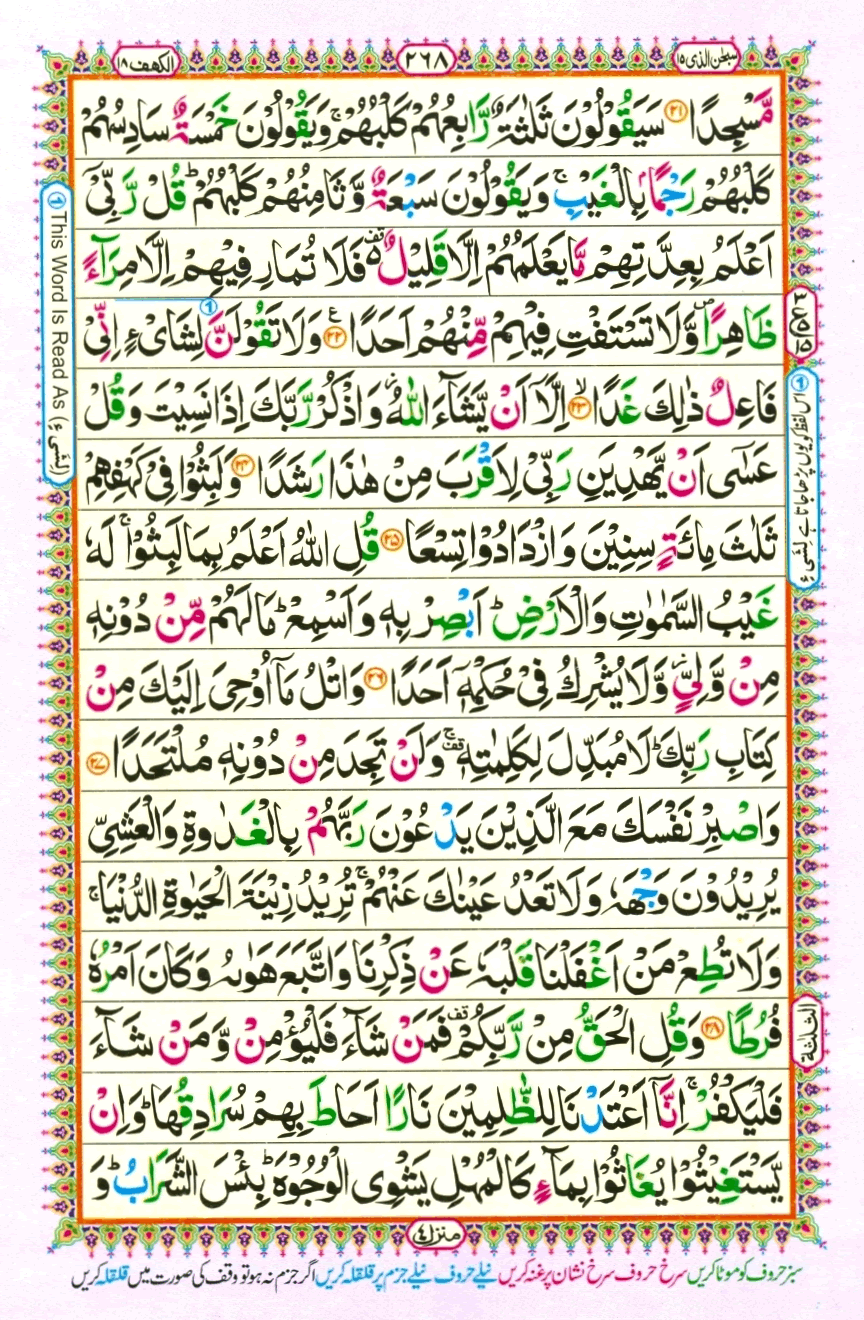 سبحٰن الذی ۱۵
۲۶۸
الکھف ۱۸
مَّسْجِدًا ﴿۲۱﴾ سَیَقُوْلُوْنَ ثَلٰثَةٌ رَّابِعُهُمْ كَلْبُهُمْ ۚ وَیَقُوْلُوْنَ خَمْسَةٌ سَادِسُهُمْ
كَلْبُهُمْ رَجْمًۢا بِالْغَیْبِ ۚ وَیَقُوْلُوْنَ سَبْعَةٌ وَّثَامِنُهُمْ كَلْبُهُمْ ؕ قُلْ رَّبِّیْۤ
اَعْلَمُ بِعِدَّتِهِمْ مَّا یَعْلَمُهُمْ اِلَّا قَلِیْلٌ ۬۫ فَلَا تُمَارِ فِیْهِمْ اِلَّا مِرَآءً
ظَاهِرًا ۪ وَّلَا تَسْتَفْتِ فِیْهِمْ مِّنْهُمْ اَحَدًا ﴿۲۲﴾ ع وَلَا تَقُوْلَنَّ لِشَایْءٍ اِنِّیْ
فَاعِلٌ ذٰلِكَ غَدًا ﴿۲۳﴾ ۙ اِلَّاۤ اَنْ یَّشَآءَ اللّٰهُ ؗ وَاذْكُرْ رَّبَّكَ اِذَا نَسِیْتَ وَقُلْ
عَسٰۤی اَنْ یَّهْدِیَنِ رَبِّیْ لِاَقْرَبَ مِنْ هٰذَا رَشَدًا ﴿۲۴﴾ وَلَبِثُوْا فِیْ كَهْفِهِمْ
ثَلٰثَ مِائَةٍ سِنِیْنَ وَازْدَادُوْا تِسْعًا ﴿۲۵﴾ قُلِ اللّٰهُ اَعْلَمُ بِمَا لَبِثُوْا ۚ لَهٗ
غَیْبُ السَّمٰوٰتِ وَالْاَرْضِ ؕ اَبْصِرْ بِهٖ وَاَسْمِعْ ؕ مَا لَهُمْ مِّنْ دُوْنِهٖ
مِنْ وَّلِیٍّ ؗ وَّلَا یُشْرِكُ فِیْ حُكْمِهٖۤ اَحَدًا ﴿۲۶﴾ وَاتْلُ مَاۤ اُوْحِیَ اِلَیْكَ مِنْ
كِتَابِ رَبِّكَ ؕ لَا مُبَدِّلَ لِكَلِمٰتِهٖ ۚ۫ وَلَنْ تَجِدَ مِنْ دُوْنِهٖ مُلْتَحَدًا ﴿۲۷﴾
وَاصْبِرْ نَفْسَكَ مَعَ الَّذِیْنَ یَدْعُوْنَ رَبَّهُمْ بِالْغَدٰوةِ وَالْعَشِیِّ
یُرِیْدُوْنَ وَجْهَهٗ وَلَا تَعْدُ عَیْنٰكَ عَنْهُمْ ۚ تُرِیْدُ زِیْنَةَ الْحَیٰوةِ الدُّنْیَا ۚ
وَلَا تُطِعْ مَنْ اَغْفَلْنَا قَلْبَهٗ عَنْ ذِكْرِنَا وَاتَّبَعَ هَوٰىهُ وَكَانَ اَمْرُهٗ
فُرُطًا ﴿۲۸﴾ وَقُلِ الْحَقُّ مِنْ رَّبِّكُمْ ۫ فَمَنْ شَآءَ فَلْیُؤْمِنْ وَّمَنْ شَآءَ
فَلْیَكْفُرْ ۚ اِنَّاۤ اَعْتَدْنَا لِلظّٰلِمِیْنَ نَارًا ۙ اَحَاطَ بِهِمْ سُرَادِقُهَا ؕ وَاِنْ
یَّسْتَغِیْثُوْا یُغَاثُوْا بِمَآءٍ كَالْمُهْلِ یَشْوِی الْوُجُوْهَ ؕ بِئْسَ الشَّرَابُ ؕ وَ
① This Word Is Read As (لِشَیْءٍ)
① اس لفظ کو یوں پڑھا جاتا ہے لِشَیْءٍ
الثلثة
منزل ۴
سبز حروف کو موٹا کریں سرخ حروف سرخ نشان پر غنہ کریں نیلے حروف نیلے جزم پر قلقلہ کریں اگر جزم نہ ہو تو وقف کی صورت میں قلقلہ کریں